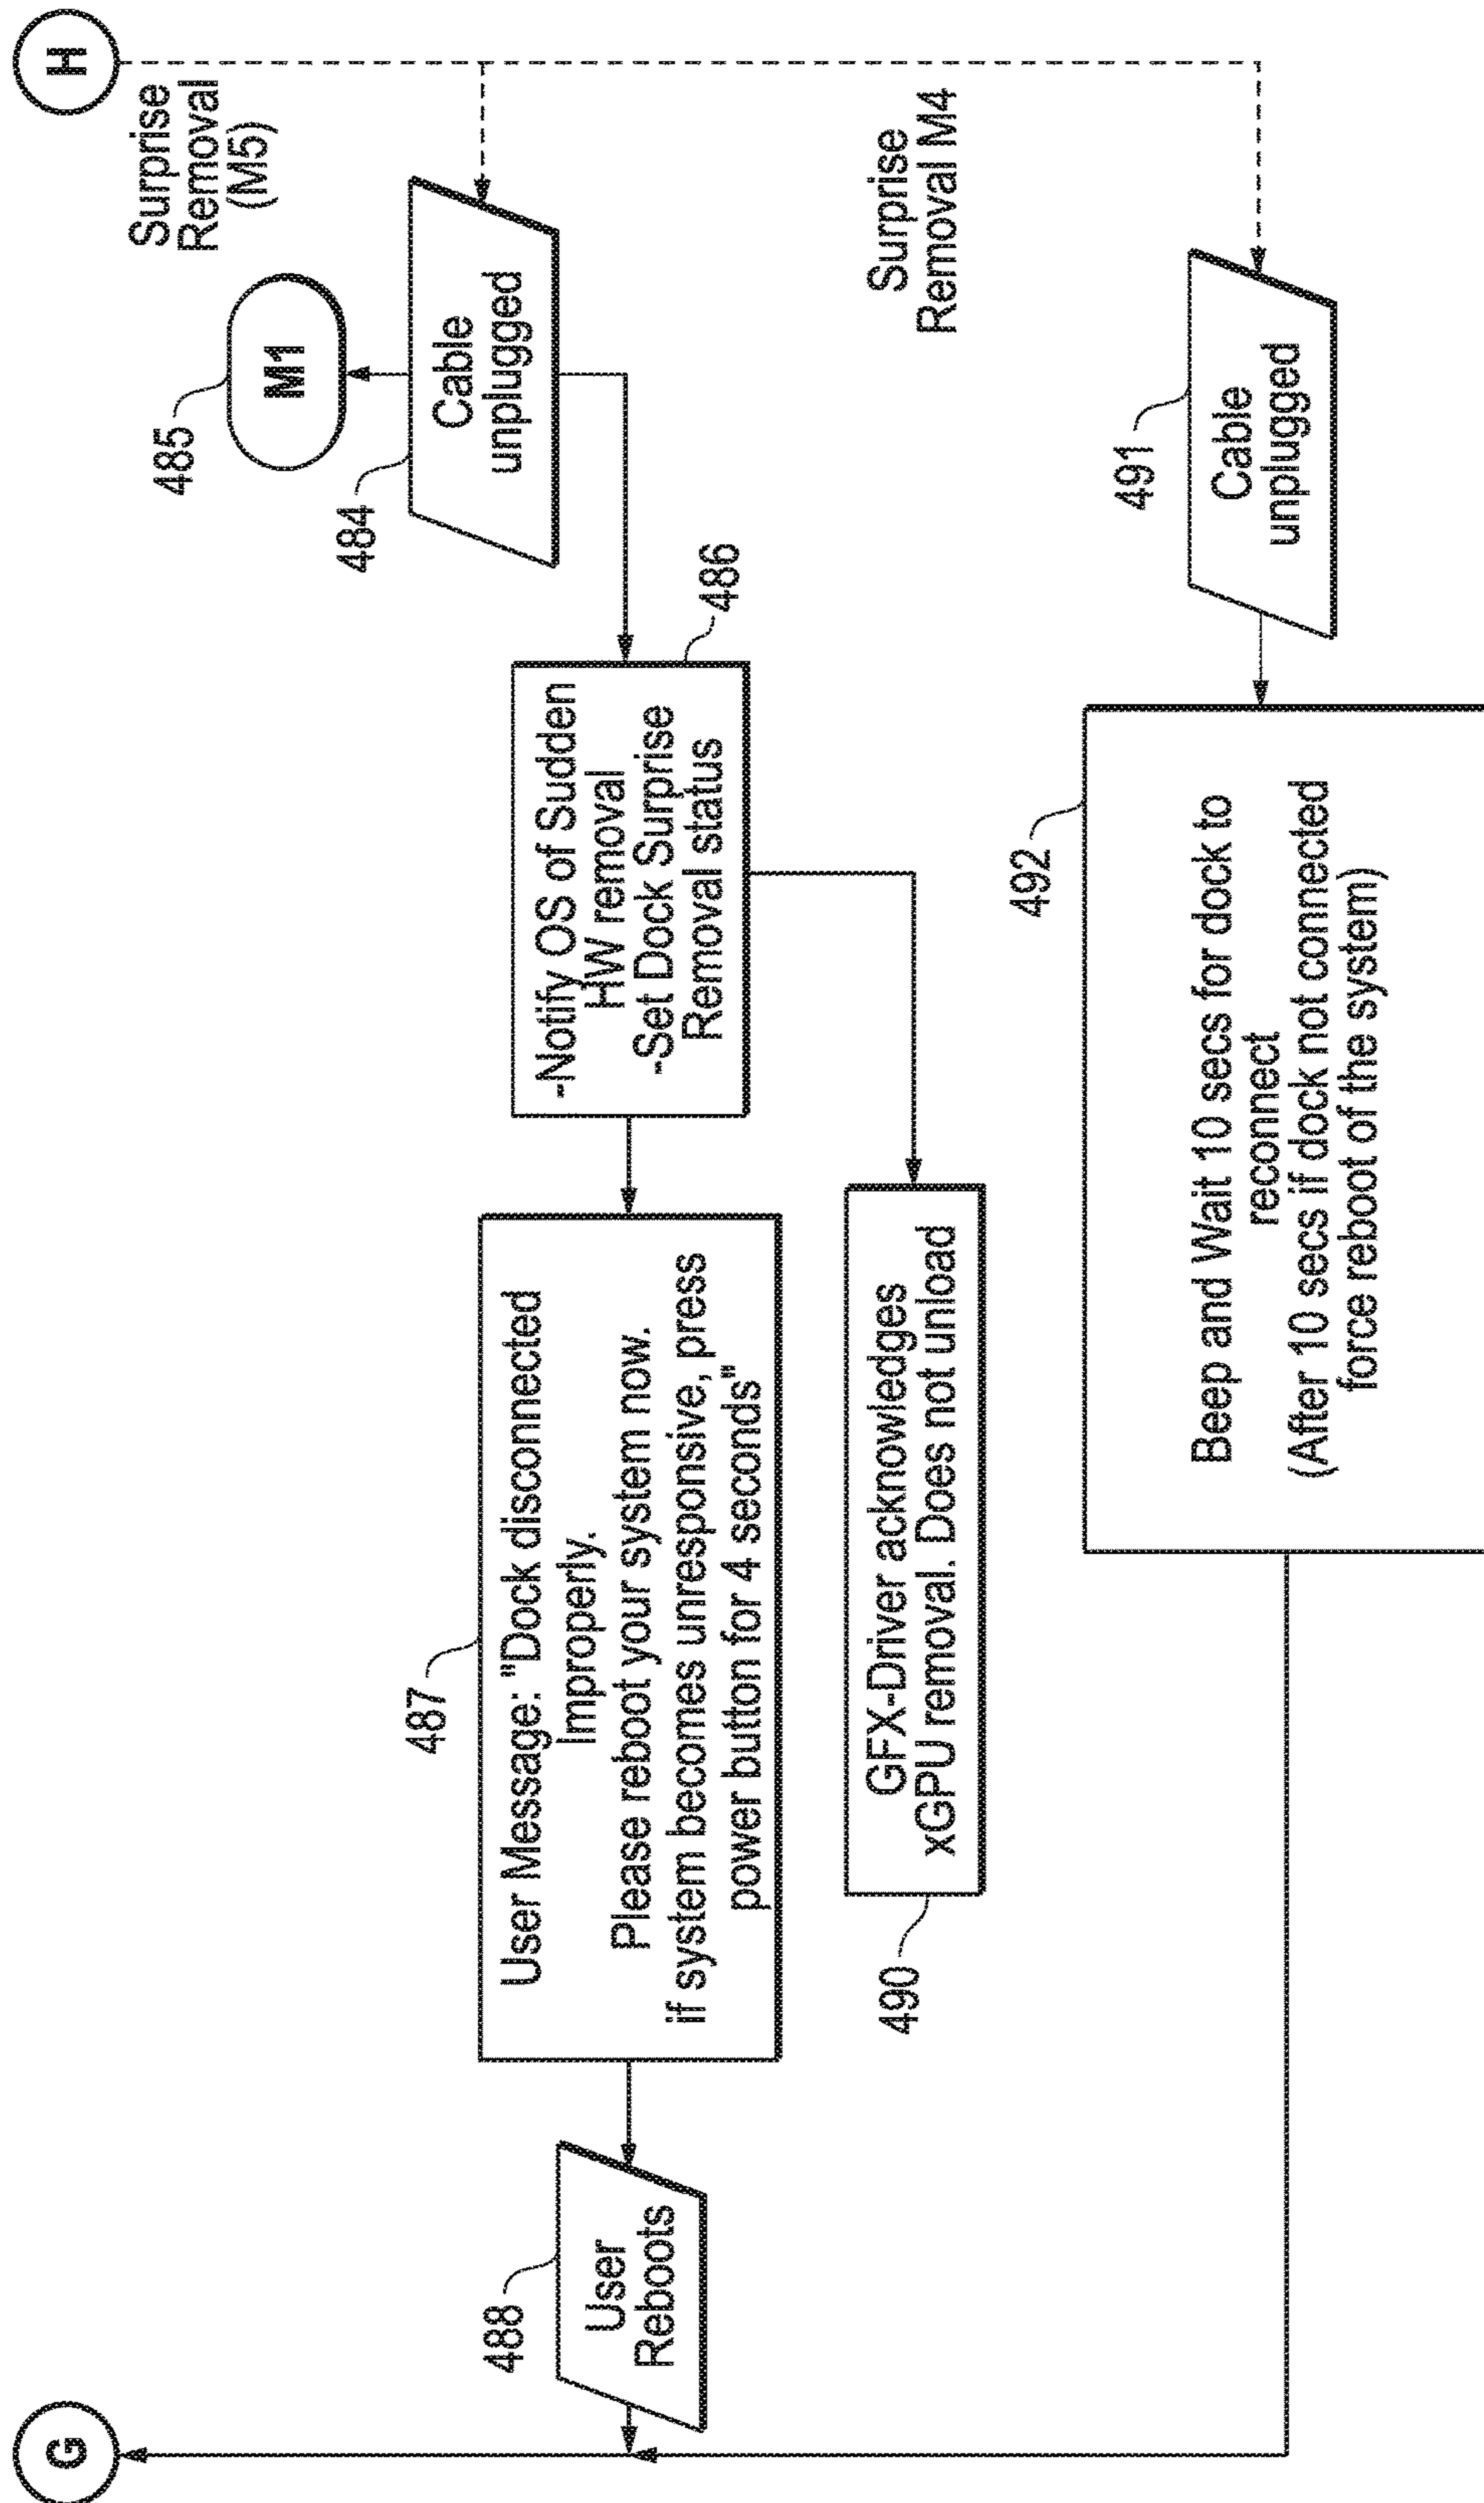 G
H
Surprise
Removal
(M5)
485
M1
484
Cable
unplugged
486
-Notify OS of Sudden
HW removal
-Set Dock Surprise
Removal status
487
User Message: "Dock disconnected
Improperly.
Please reboot your system now.
if system becomes unresponsive, press
power button for 4 seconds"
488
User
Reboots
490
GFX-Driver acknowledges
xGPU removal. Does not unload
Surprise
Removal M4
491
Cable
unplugged
492
Beep and Wait 10 secs for dock to
reconnect
(After 10 secs if dock not connected
force reboot of the system)